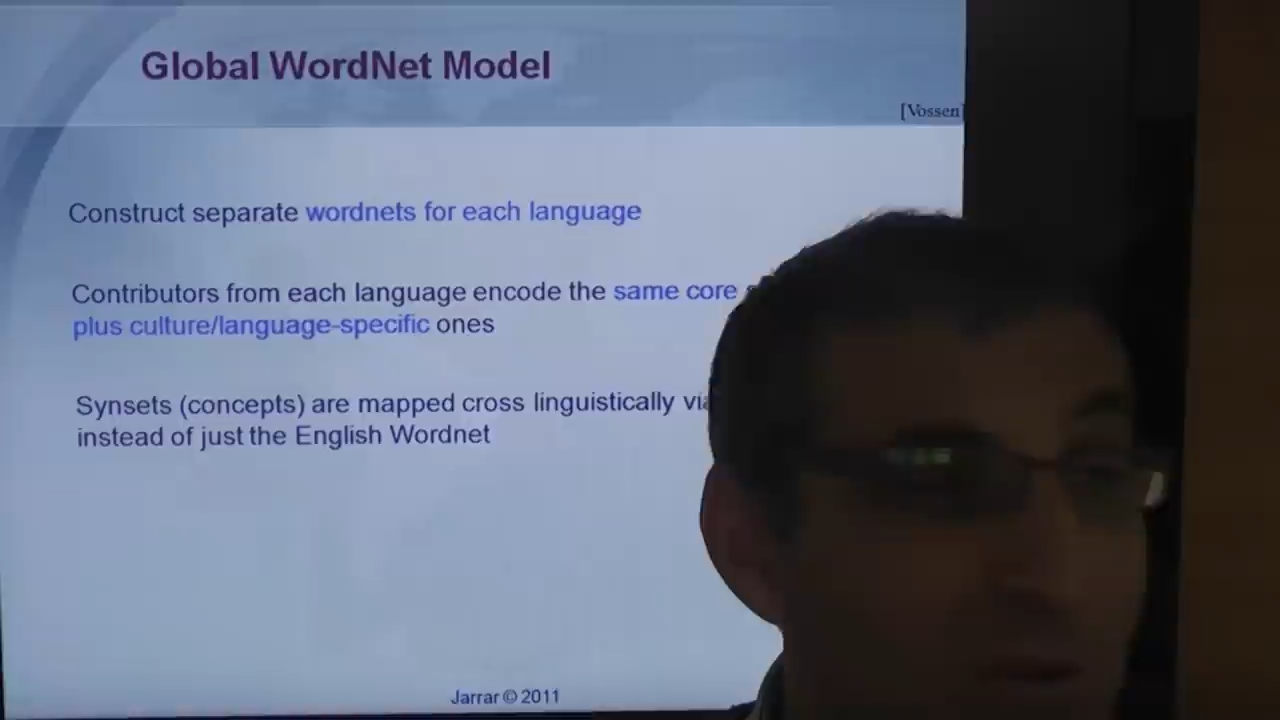 Global WordNet Model
[Vossen]
Construct separate wordnets for each language
Contributors from each language encode the same core
plus culture/language-specific ones
Synsets (concepts) are mapped cross linguistically via
instead of just the English Wordnet
Jarrar © 2011